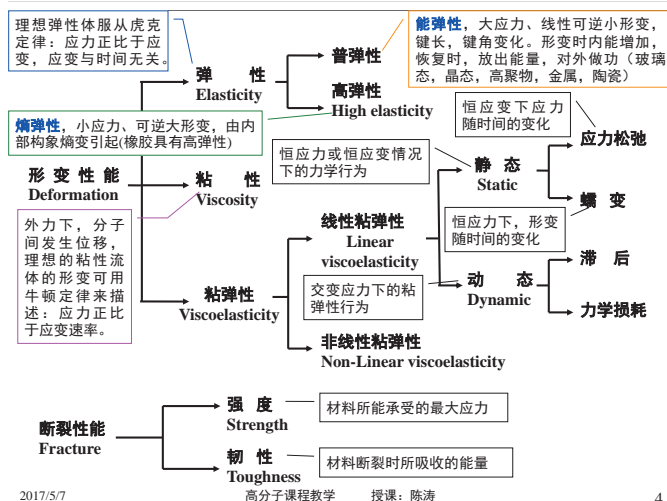 理想弹性体服从虎克
定律：应力正比于应
变，应变与时间无关。
能弹性，大应力、线性可逆小形变，
键长，键角变化。形变时内能增加，
恢复时，放出能量，对外做功（玻璃
态，晶态，高聚物，金属，陶瓷）
普弹性
弹 性
Elasticity
高弹性
High elasticity
熵弹性，小应力、可逆大形变，由内
部构象熵变引起(橡胶具有高弹性)
恒应变下应力
随时间的变化
应力松弛
恒应力或恒应变情况
下的力学行为
静 态
Static
形 变 性 能
Deformation
粘 性
Viscosity
蠕 变
外力下，分子
间发生位移，
理想的粘性流
体的形变可用
牛顿定律来描
述：应力正比
于应变速率。
线性粘弹性
Linear
viscoelasticity
恒应力下，形变
随时间的变化
滞 后
动 态
Dynamic
交变应力下的粘
弹性行为
粘弹性
Viscoelasticity
力学损耗
非线性粘弹性
Non-Linear viscoelasticity
强 度
Strength
材料所能承受的最大应力
断裂性能
Fracture
韧 性
Toughness
材料断裂时所吸收的能量
2017/5/7 高分子课程教学 授课：陈涛 4